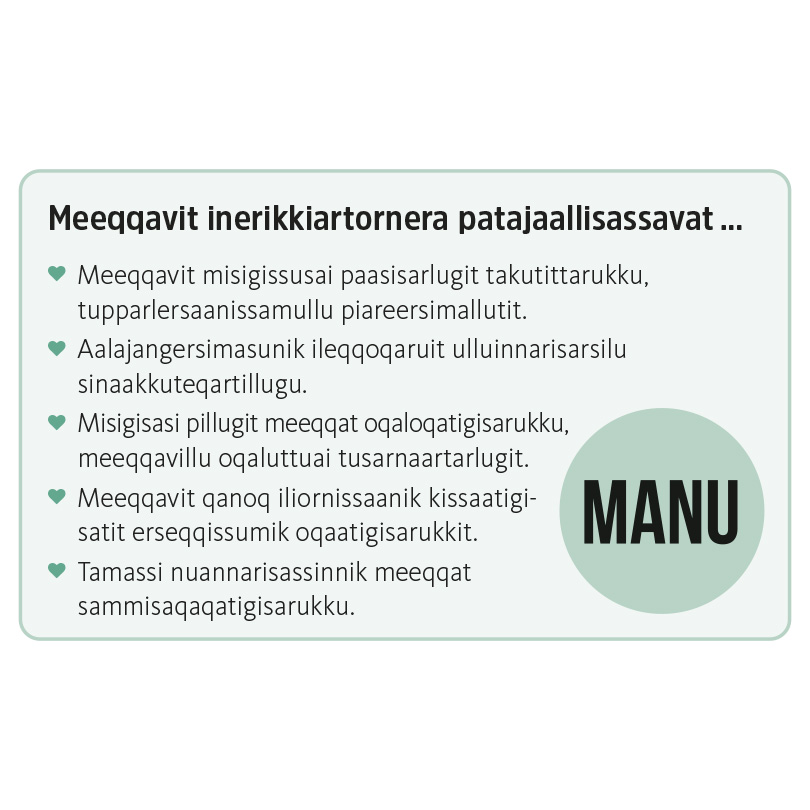 Meeqqavit inerikkiartornera patajaallisassavat ...
Meeqqavit misigissusai paasisarlugit takutittarukku,
tupparlersaanissamullu piareersimallutit.
Aalajangersimasunik ileqqoqaruit ulluinnarisarsilu
sinaakkuteqartillugu.
Misigisasi pillugit meeqqat oqaloqatigisarukku,
meeqqavillu oqaluttuai tusarnaartarlugit.
Meeqqavit qanoq iliornissaanik kissaatigi-
satit erseqqissumik oqaatigisarukkit.
Tamassi nuannarisassinnik meeqqat
sammisaqaqatigisarukku.
MANU